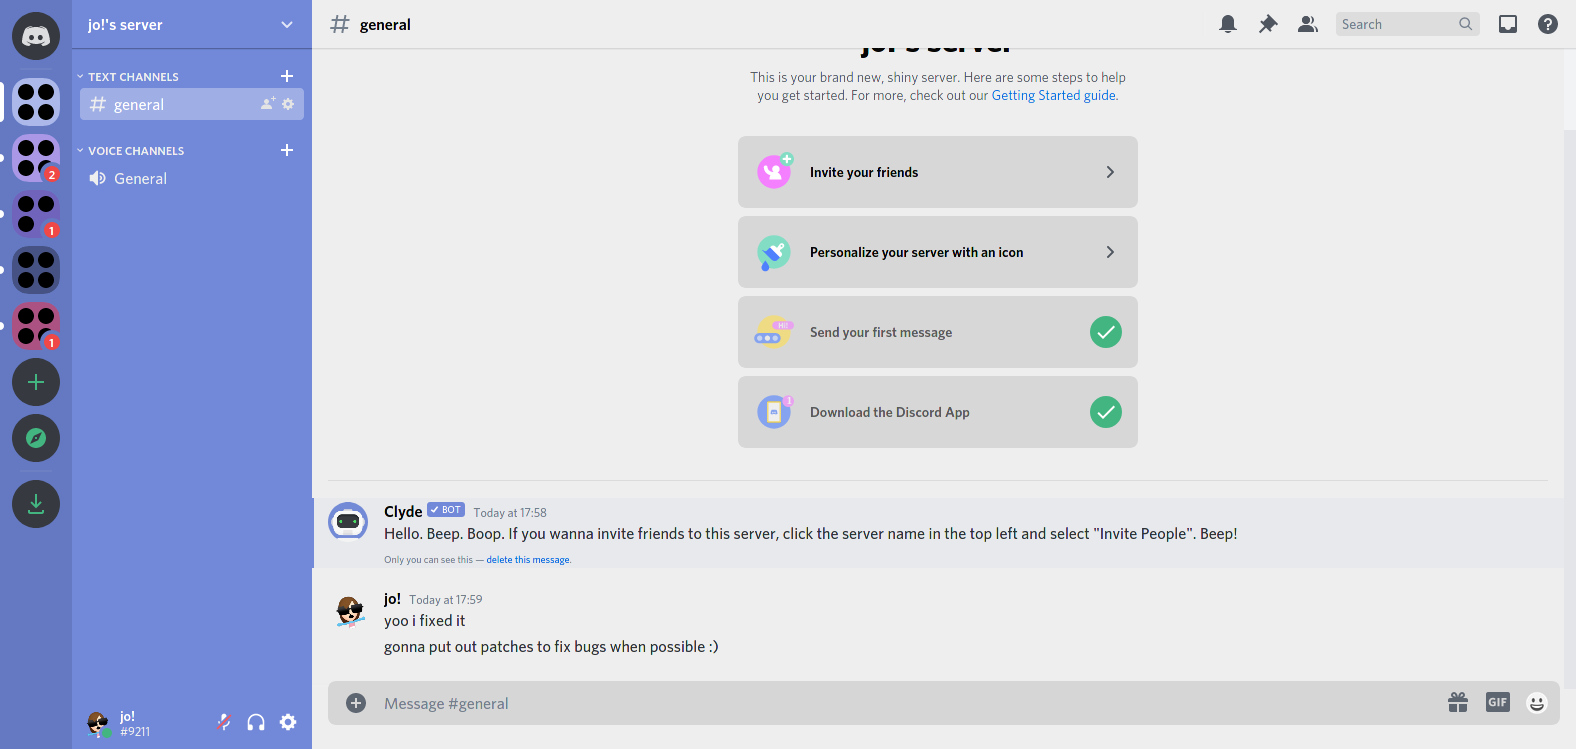 jo!'s server
general
Search
TEXT CHANNELS
general
VOICE CHANNELS
General
2
1
1
jo!'s server
This is your brand new, shiny server. Here are some steps to help
you get started. For more, check out our Getting Started guide.
Invite your friends
Personalize your server with an icon
HI!
Send your first message
1
Download the Discord App
Clyde BOT Today at 17:58
Hello. Beep. Boop. If you wanna invite friends to this server, click the server name in the top left and select "Invite People". Beep!
Only you can see this — delete this message.
jo! Today at 17:59
yoo i fixed it
gonna put out patches to fix bugs when possible :)
Message #general
GIF
jo!
#9211